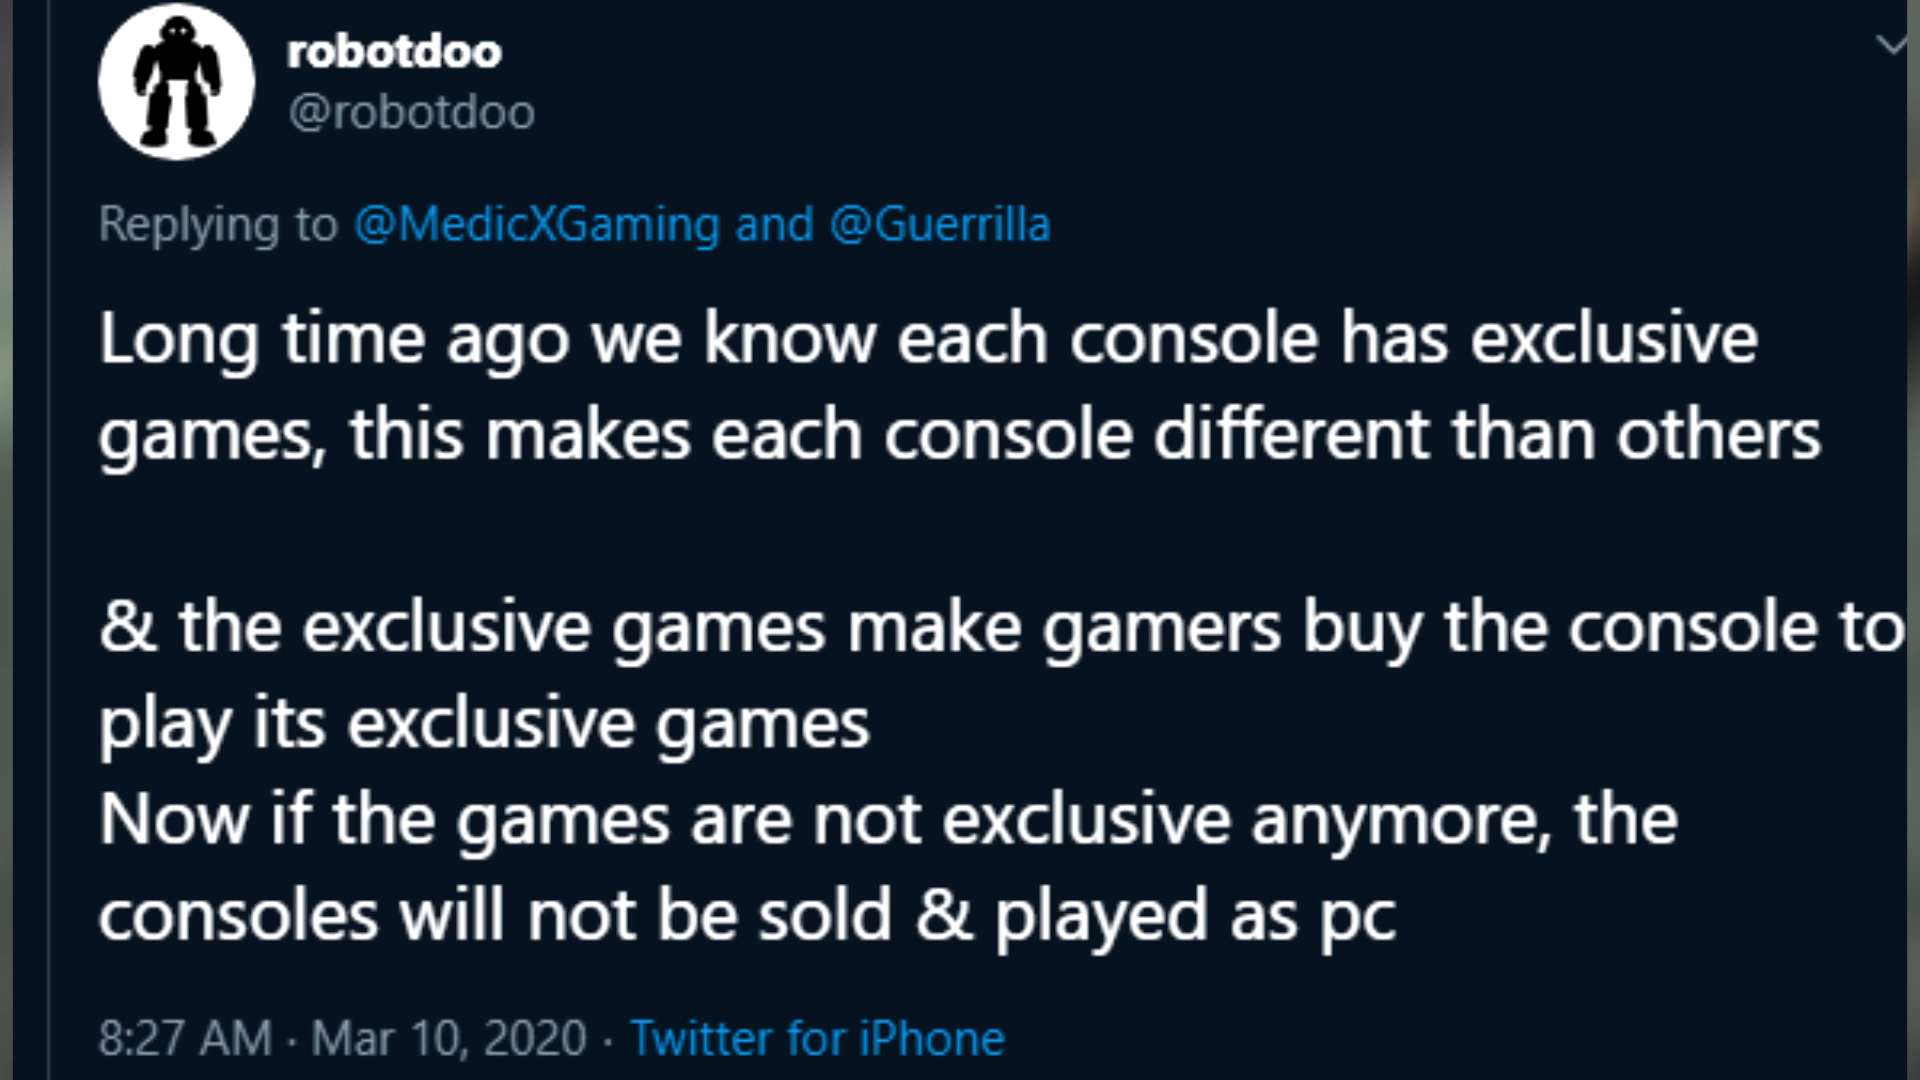 robotdoo
@robotdoo
Replying to @MedicXGaming and @Guerrilla
Long time ago we know each console has exclusive
games, this makes each console different than others
& the exclusive games make gamers buy the console to
play its exclusive games
Now if the games are not exclusive anymore, the
consoles will not be sold & played as pc
8:27 AM · Mar 10, 2020 · Twitter for iPhone